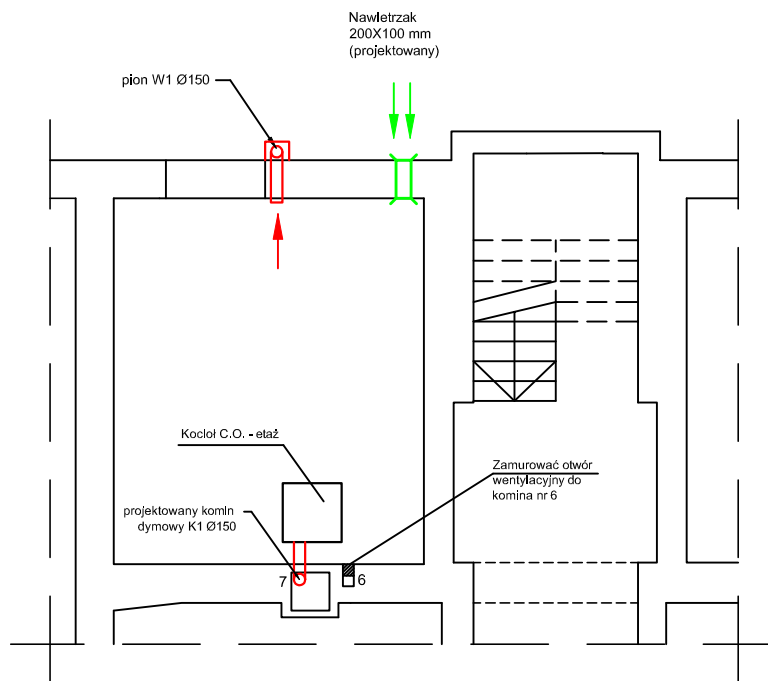 Nawietrzak
200X100 mm
(projektowany)
pion W1 Ø150
Kocioł C.O. - etaż
Zamurować otwór
wentylacyjny do
komina nr 6
projektowany komin
dymowy K1 Ø150
7
6